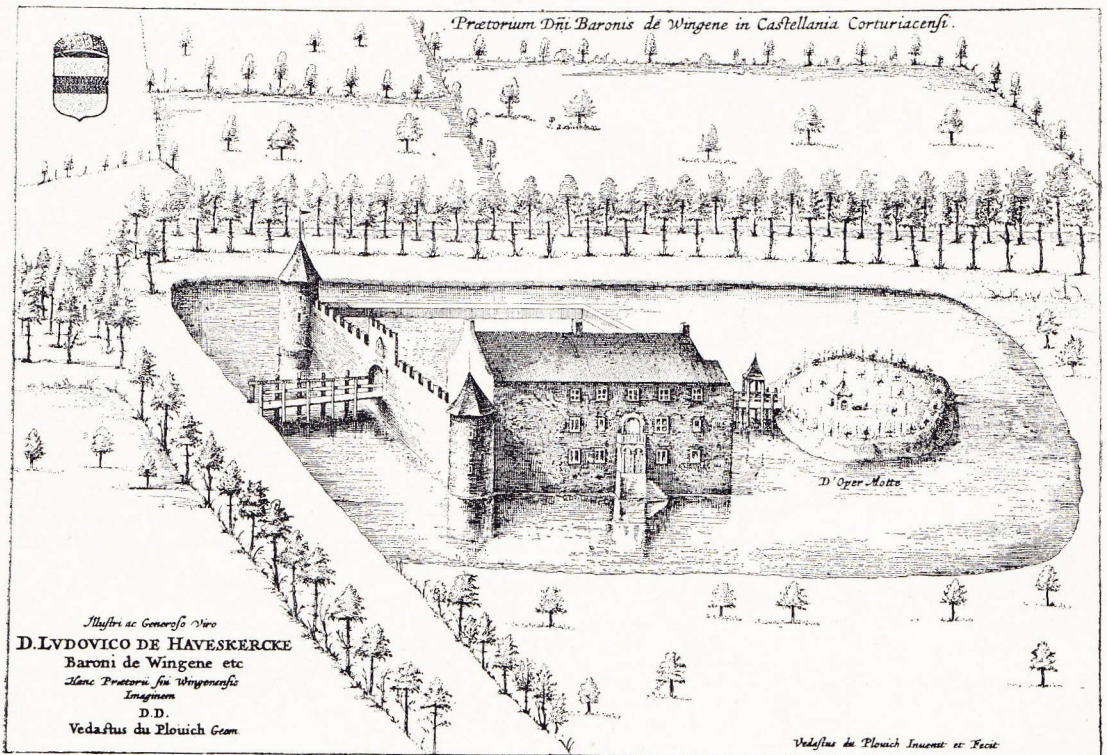 Prætorium Dn̄i Baronis de Wingene in Caſtellania Corturiacenſi.
D'Oper Motte
Illuſtri ac Generoſo Viro
D. LVDOVICO DE HAVESKERCKE
Baroni de Wingene etc
Hanc Prætorii ſui Wingenenſis
Imaginem
D.D.
Vedaſtus du Plouich Geom.
Vedaſtus du Plouich Invenit et Fecit